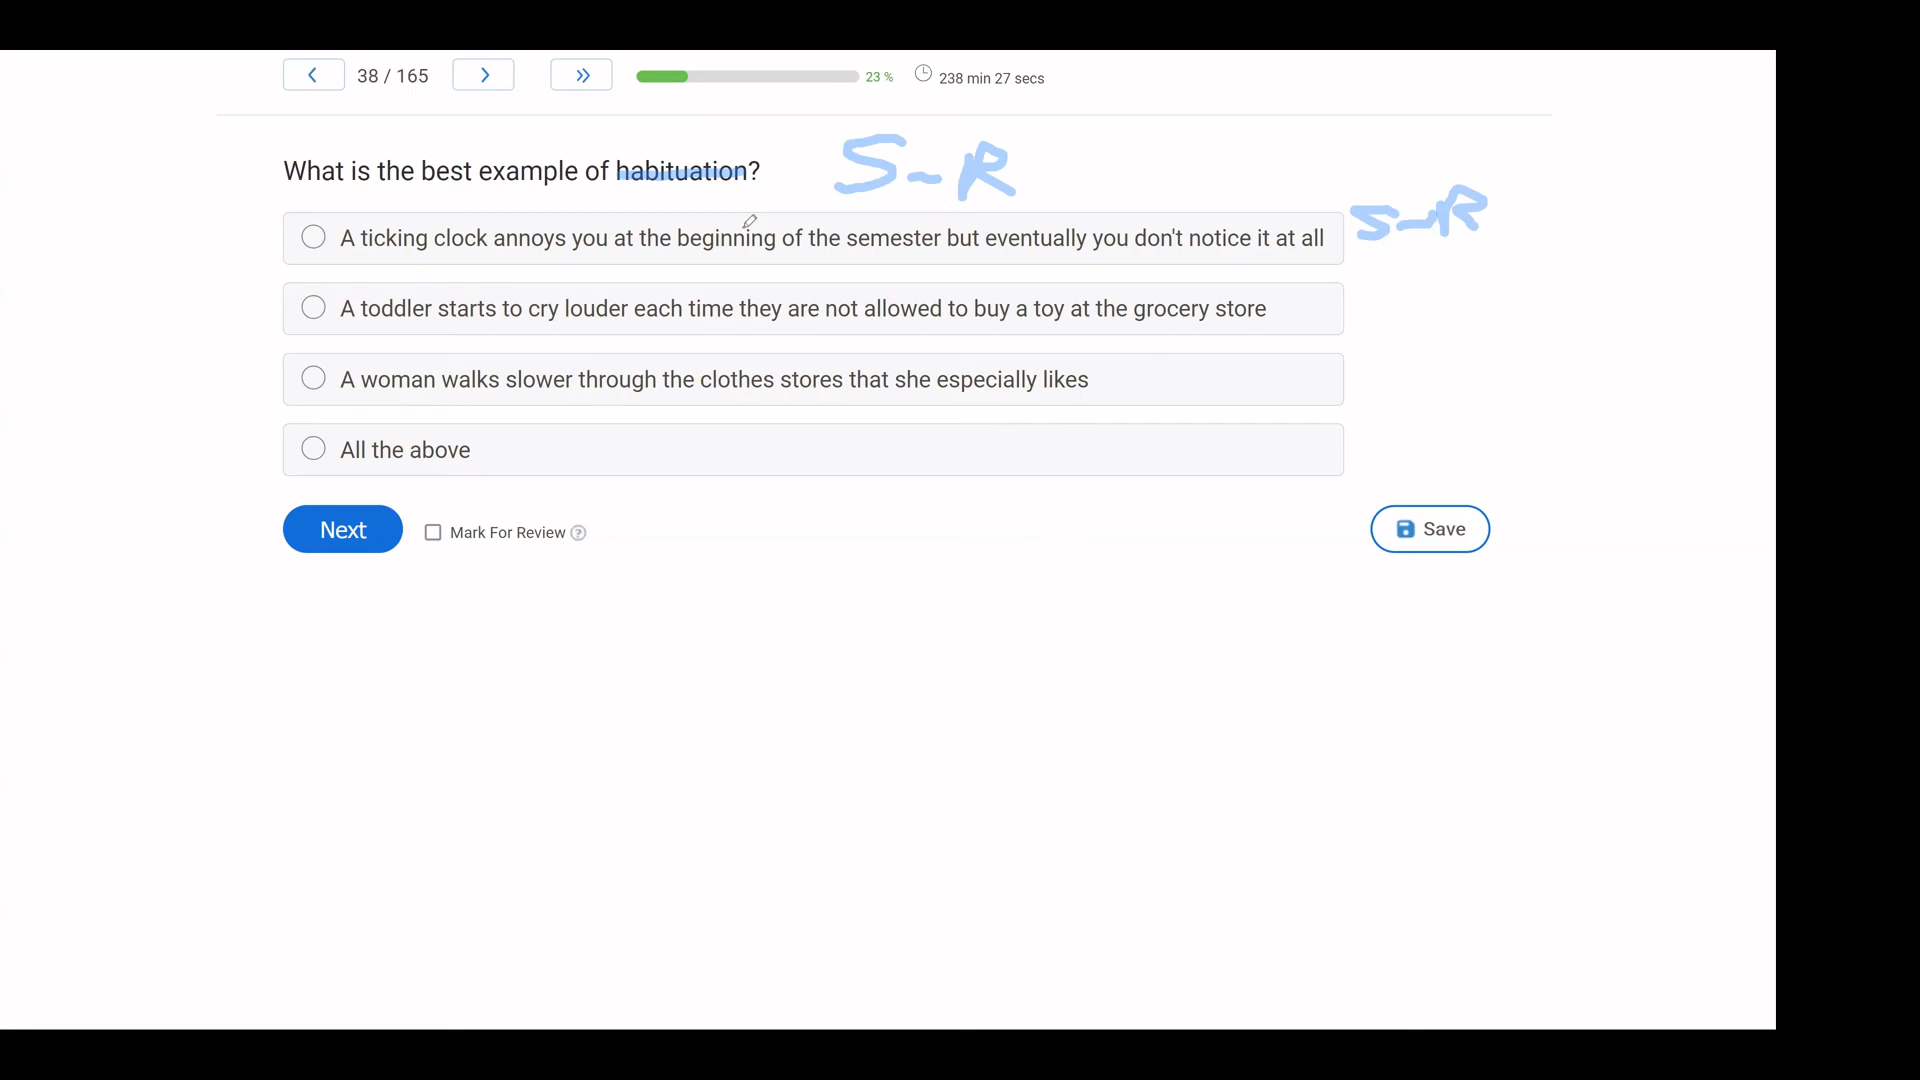 38 / 165
23 %
238 min 27 secs
What is the best example of habituation?
S-R
A ticking clock annoys you at the beginning of the semester but eventually you don't notice it at all
S-R
A toddler starts to cry louder each time they are not allowed to buy a toy at the grocery store
A woman walks slower through the clothes stores that she especially likes
All the above
Next
Mark For Review ?
Save